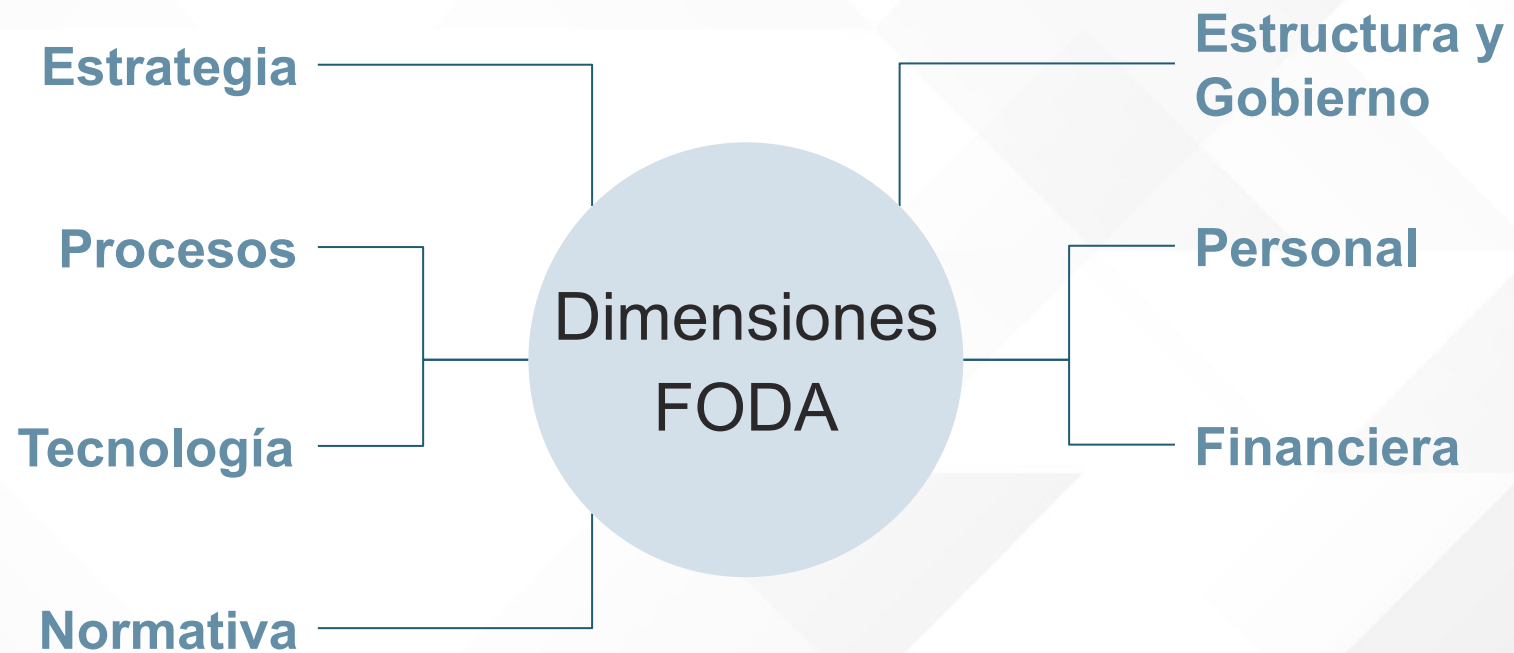 Estrategia
Procesos
Tecnología
Normativa
Dimensiones
FODA
Estructura y
Gobierno
Personal
Financiera